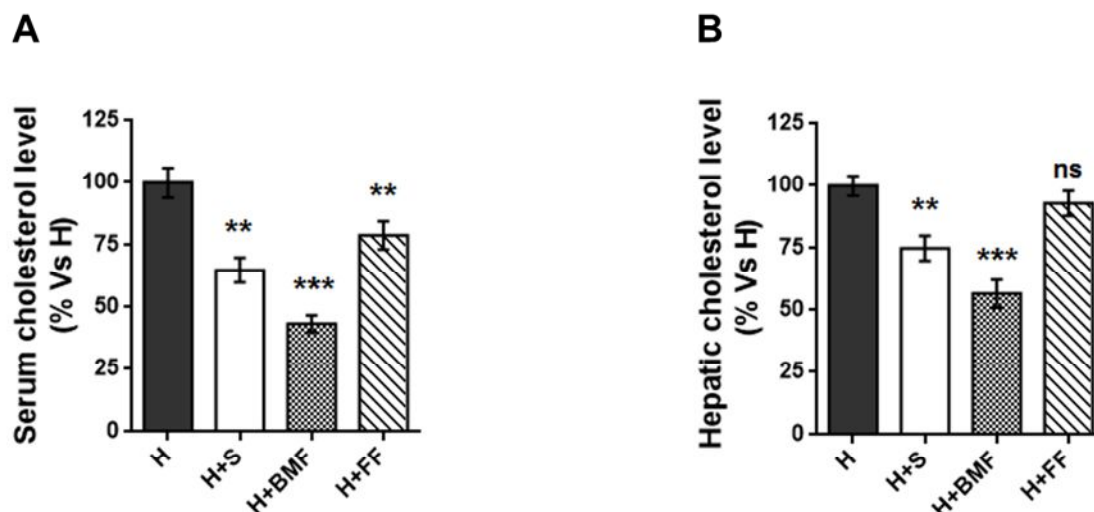 A
Serum cholesterol level
(% Vs H)
125
100
75
50
25
0
**
***
**
H
H+S
H+BMF
H+FF
B
Hepatic cholesterol level
(% Vs H)
125
100
75
50
25
0
**
***
ns
H
H+S
H+BMF
H+FF